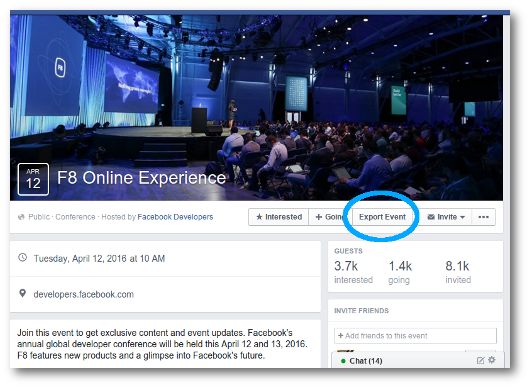 F8
APR
12
F8 Online Experience
Public · Conference · Hosted by Facebook Developers
Interested
Going
Export Event
Invite
Tuesday, April 12, 2016 at 10 AM
developers.facebook.com
Join this event to get exclusive content and event updates. Facebook's
annual global developer conference will be held this April 12 and 13, 2016.
F8 features new products and a glimpse into Facebook's future.
GUESTS
3.7k 1.4k 8.1k
interested going invited
INVITE FRIENDS
+ Add friends to this event
Chat (14)